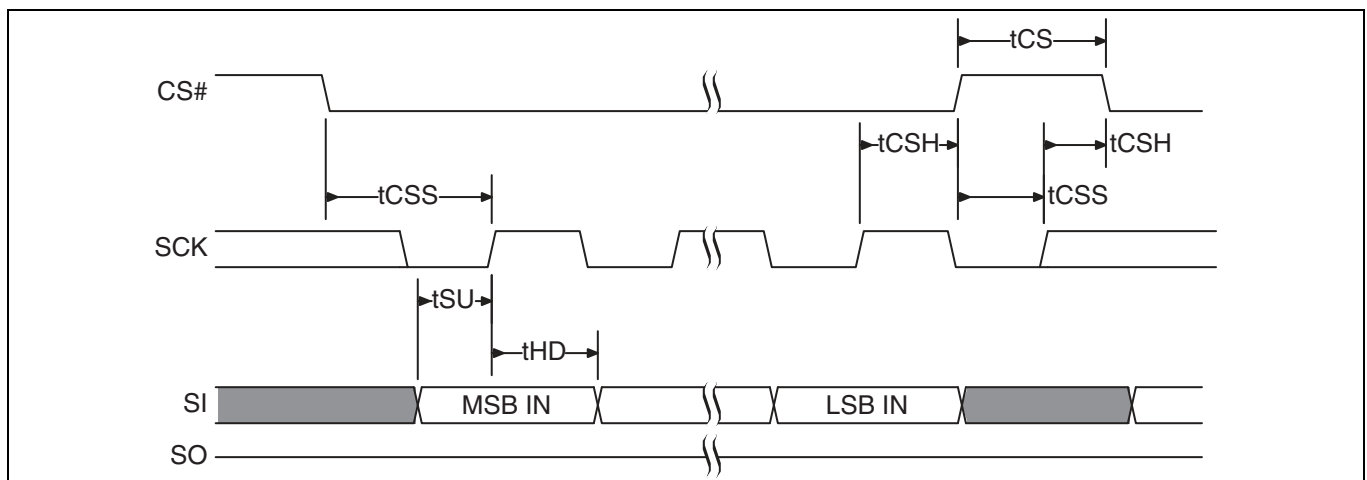 tCS
CS#
tCSH
tCSH
tCSS
tCSS
SCK
tSU
tHD
SI
MSB IN
LSB IN
SO